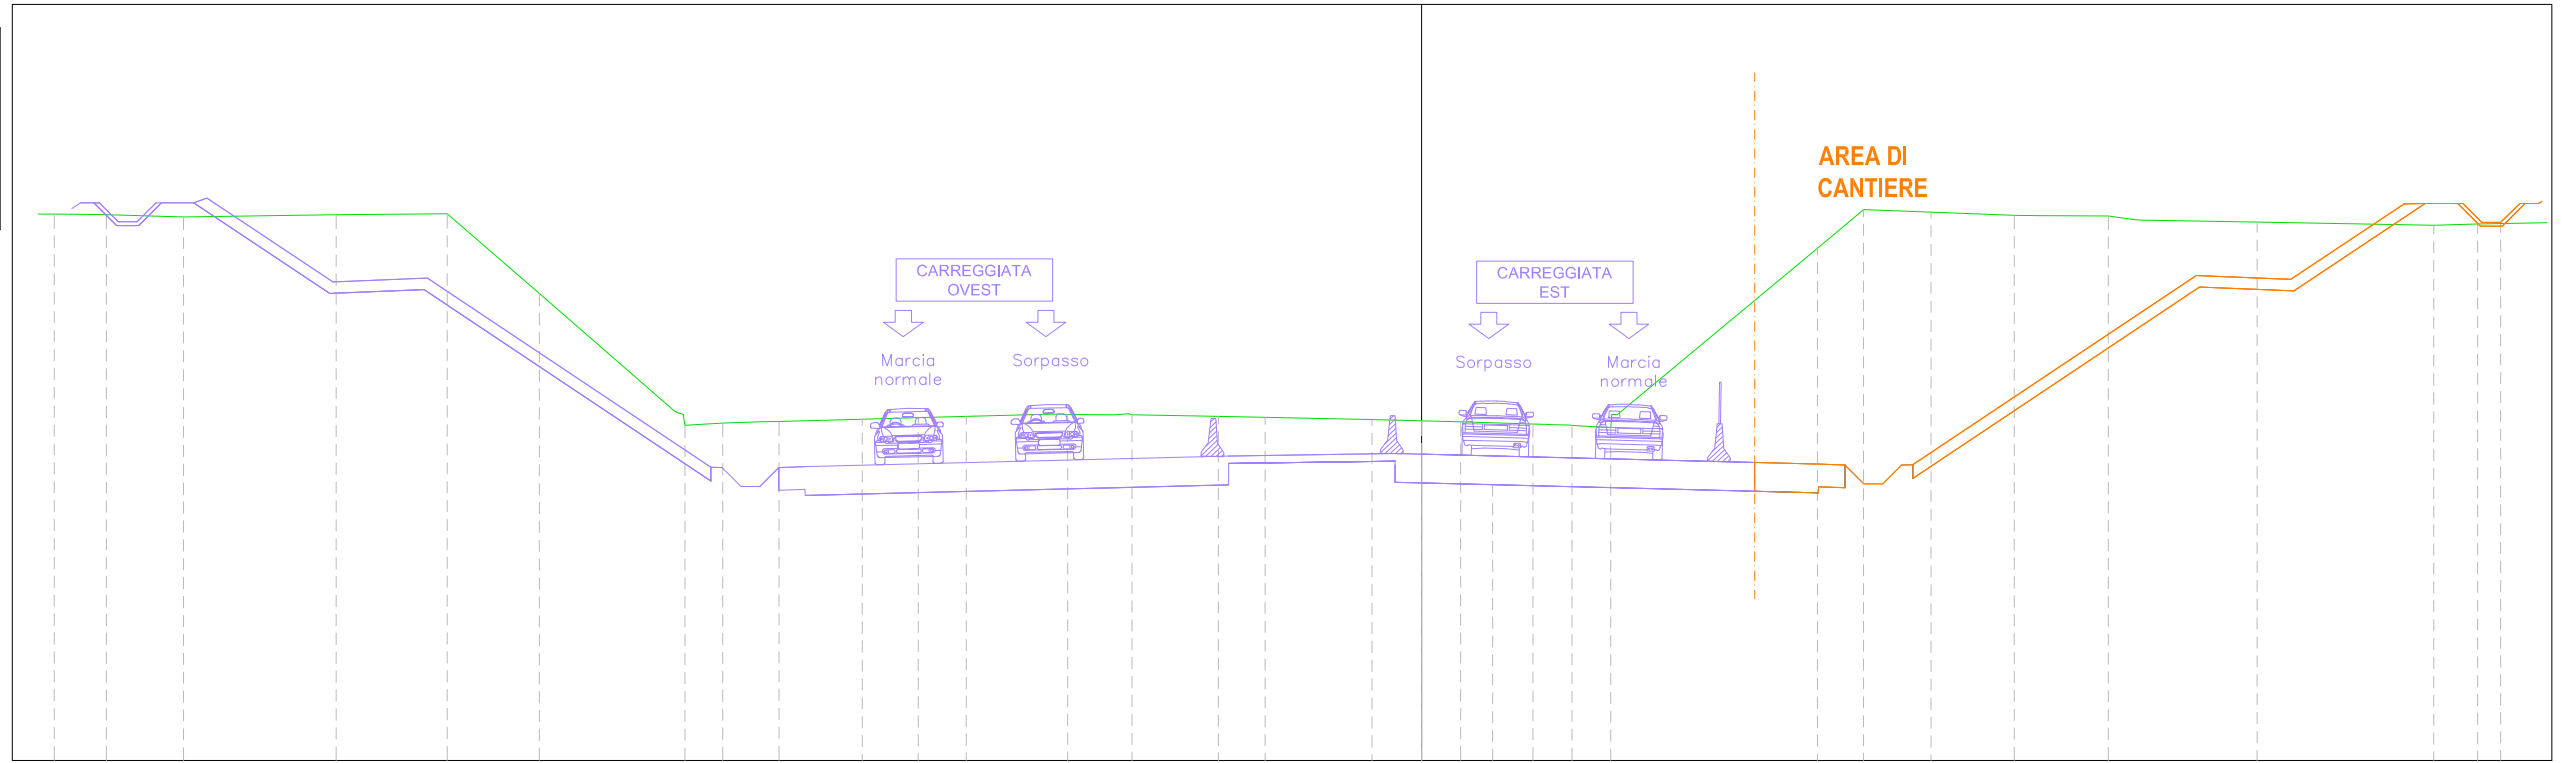 AREA DI
CANTIERE
CARREGGIATA
OVEST
Marcia
normale
Sorpasso
CARREGGIATA
EST
Sorpasso
Marcia
normale